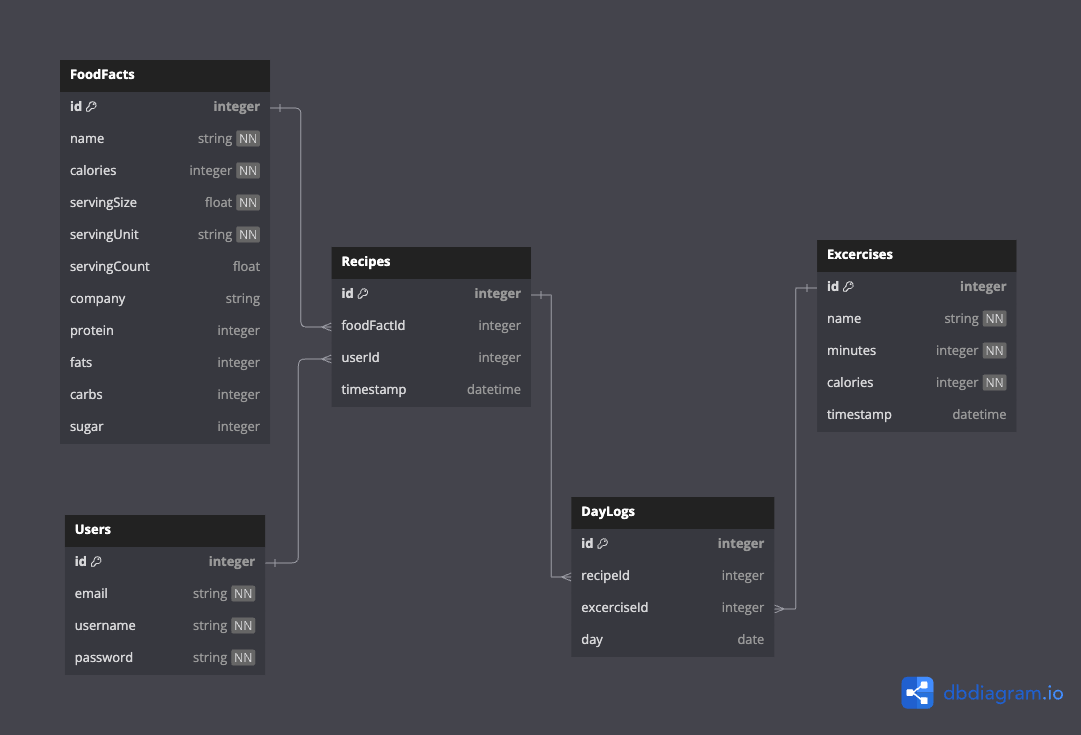 FoodFacts
id integer
name string NN
calories integer NN
servingSize float NN
servingUnit string NN
servingCount float
company string
protein integer
fats integer
carbs integer
sugar integer
Recipes
id integer
foodFactId integer
userId integer
timestamp datetime
Excercises
id integer
name string NN
minutes integer NN
calories integer NN
timestamp datetime
Users
id integer
email string NN
username string NN
password string NN
DayLogs
id integer
recipeId integer
excerciseId integer
day date
dbdiagram.io